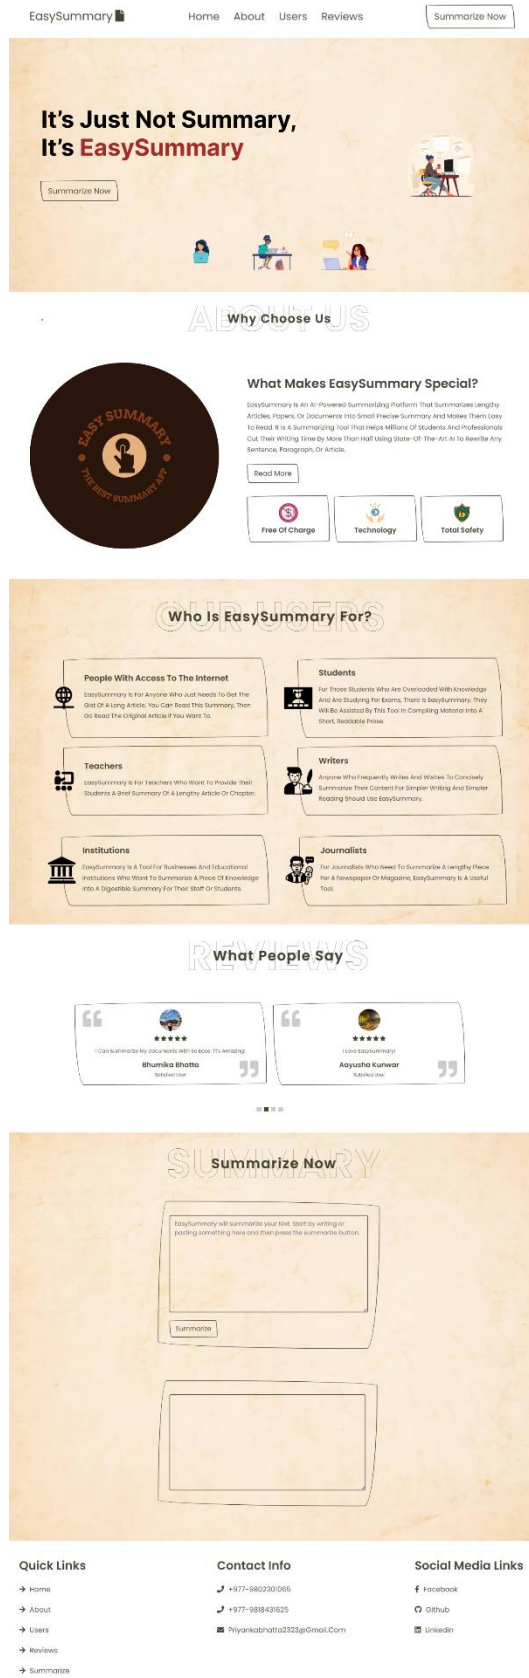 EasySummary
Home About Users Reviews
Summarize Now
It's Just Not Summary,
It's EasySummary
Summarize Now
ABOUT US
Why Choose Us
EASY SUMMARY
THE BEST SUMMARY APP
What Makes EasySummary Special?
EasySummary Is An AI-Powered Summarizing Platform That Summarizes Lengthy
Articles, Papers, Or Documents Into Small Precise Summary And Makes Them Easy
To Read. It Is A Summarizing Tool That Helps Millions Of Students And Professionals
Cut Their Writing Time By More Than Half Using State-Of-The-Art AI To Rewrite Any
Sentence, Paragraph, Or Article.
Read More
Free Of Charge
Technology
Total Safety
OUR USERS
Who Is EasySummary For?
People With Access To The Internet
EasySummary Is For Anyone Who Just Needs To Get The
Gist Of A Long Article. You Can Read This Summary, Then
Go Read The Original Article If You Want To.
Students
For Those Students Who Are Overloaded With Knowledge
And Are Studying For Exams, There Is EasySummary. They
Will Be Assisted By This Tool In Compiling Material Into A
Short, Readable Prose.
Teachers
EasySummary Is For Teachers Who Want To Provide Their
Students A Brief Summary Of A Lengthy Article Or Chapter.
Writers
Anyone Who Frequently Writes And Wishes To Concisely
Summarize Their Content For Simpler Writing And Simpler
Reading Should Use EasySummary.
Institutions
EasySummary Is A Tool For Businesses And Educational
Institutions Who Want To Summarize A Piece Of Knowledge
Into A Digestible Summary For Their Staff Or Students.
Journalists
For Journalists Who Need To Summarize A Lengthy Piece
For A Newspaper Or Magazine, EasySummary Is A Useful
Tool.
REVIEWS
What People Say
I Can Summarize My Documents With So Ease. It's Amazing!
Bhumika Bhatta
Satisfied User
I Love EasySummary!
Aayusha Kunwar
Satisfied User
SUMMARY
Summarize Now
EasySummary will summarize your text. Start by writing or
pasting something here and then press the summarize button.
Summarize
Quick Links
Home
About
Users
Reviews
Summarize
Contact Info
+977-9802301065
+977-9818431525
Priyankabhatta2323@Gmail.Com
Social Media Links
Facebook
Github
Linkedin